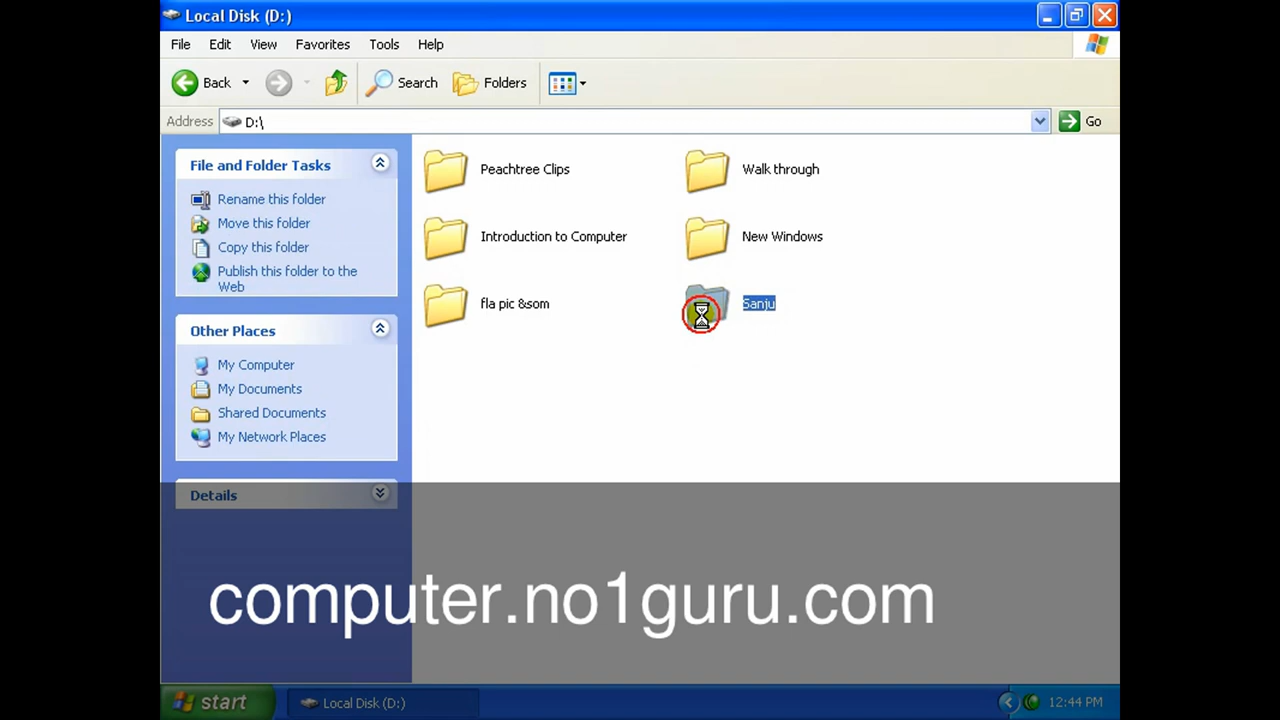 Local Disk (D:)
File Edit View Favorites Tools Help
Back Search Folders
Address D:\ Go
File and Folder Tasks
Rename this folder
Move this folder
Copy this folder
Publish this folder to the
Web
Other Places
My Computer
My Documents
Shared Documents
My Network Places
Details
Peachtree Clips
Walk through
Introduction to Computer
New Windows
fla pic &som
Sanju
computer.no1guru.com
start
Local Disk (D:)
12:44 PM